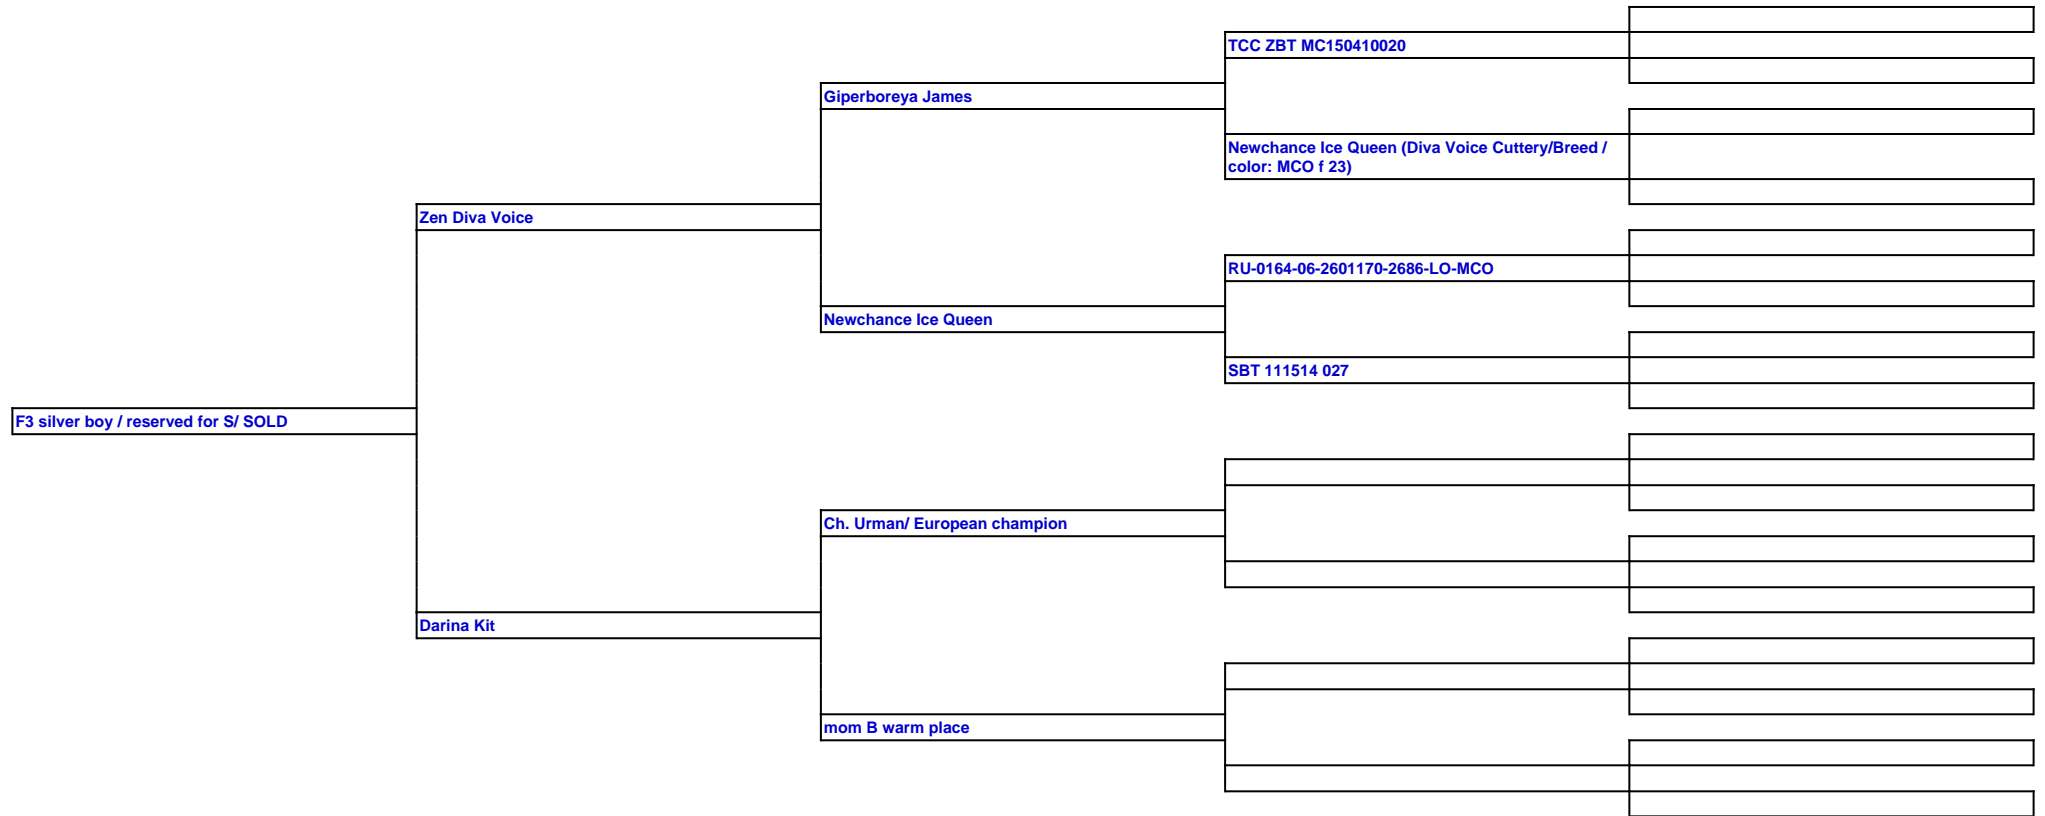 TCC ZBT MC150410020
Giperboreya James
Newchance Ice Queen (Diva Voice Cuttery/Breed /
color: MCO f 23)
Zen Diva Voice
RU-0164-06-2601170-2686-LO-MCO
Newchance Ice Queen
SBT 111514 027
F3 silver boy / reserved for S/ SOLD
Ch. Urman/ European champion
Darina Kit
mom B warm place